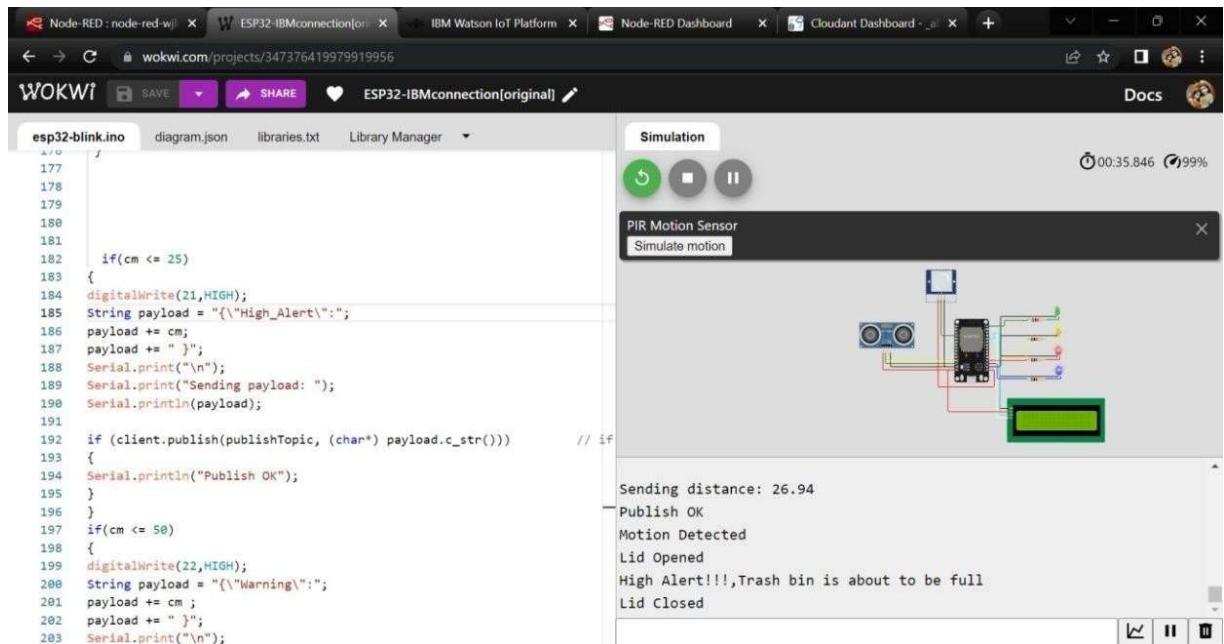 Node-RED : node-red-wjl
ESP32-IBMconnection[ori
IBM Watson IoT Platform
Node-RED Dashboard
Cloudant Dashboard - _al
wokwi.com/projects/347376419979919956
WOKWI
SAVE
SHARE
ESP32-IBMconnection[original]
Docs
esp32-blink.ino
diagram.json
libraries.txt
Library Manager
Simulation
00:35.846
99%
PIR Motion Sensor
Simulate motion
176 }
177
178
179
180
181
182 if(cm <= 25)
183 {
184 digitalWrite(21,HIGH);
185 String payload = "{\"High_Alert\":";
186 payload += cm;
187 payload += " }";
188 Serial.print("\n");
189 Serial.print("Sending payload: ");
190 Serial.println(payload);
191
192 if (client.publish(publishTopic, (char*) payload.c_str())) // if
193 {
194 Serial.println("Publish OK");
195 }
196 }
197 if(cm <= 50)
198 {
199 digitalWrite(22,HIGH);
200 String payload = "{\"Warning\":";
201 payload += cm ;
202 payload += " }";
203 Serial.print("\n");
Sending distance: 26.94
Publish OK
Motion Detected
Lid Opened
High Alert!!!,Trash bin is about to be full
Lid Closed